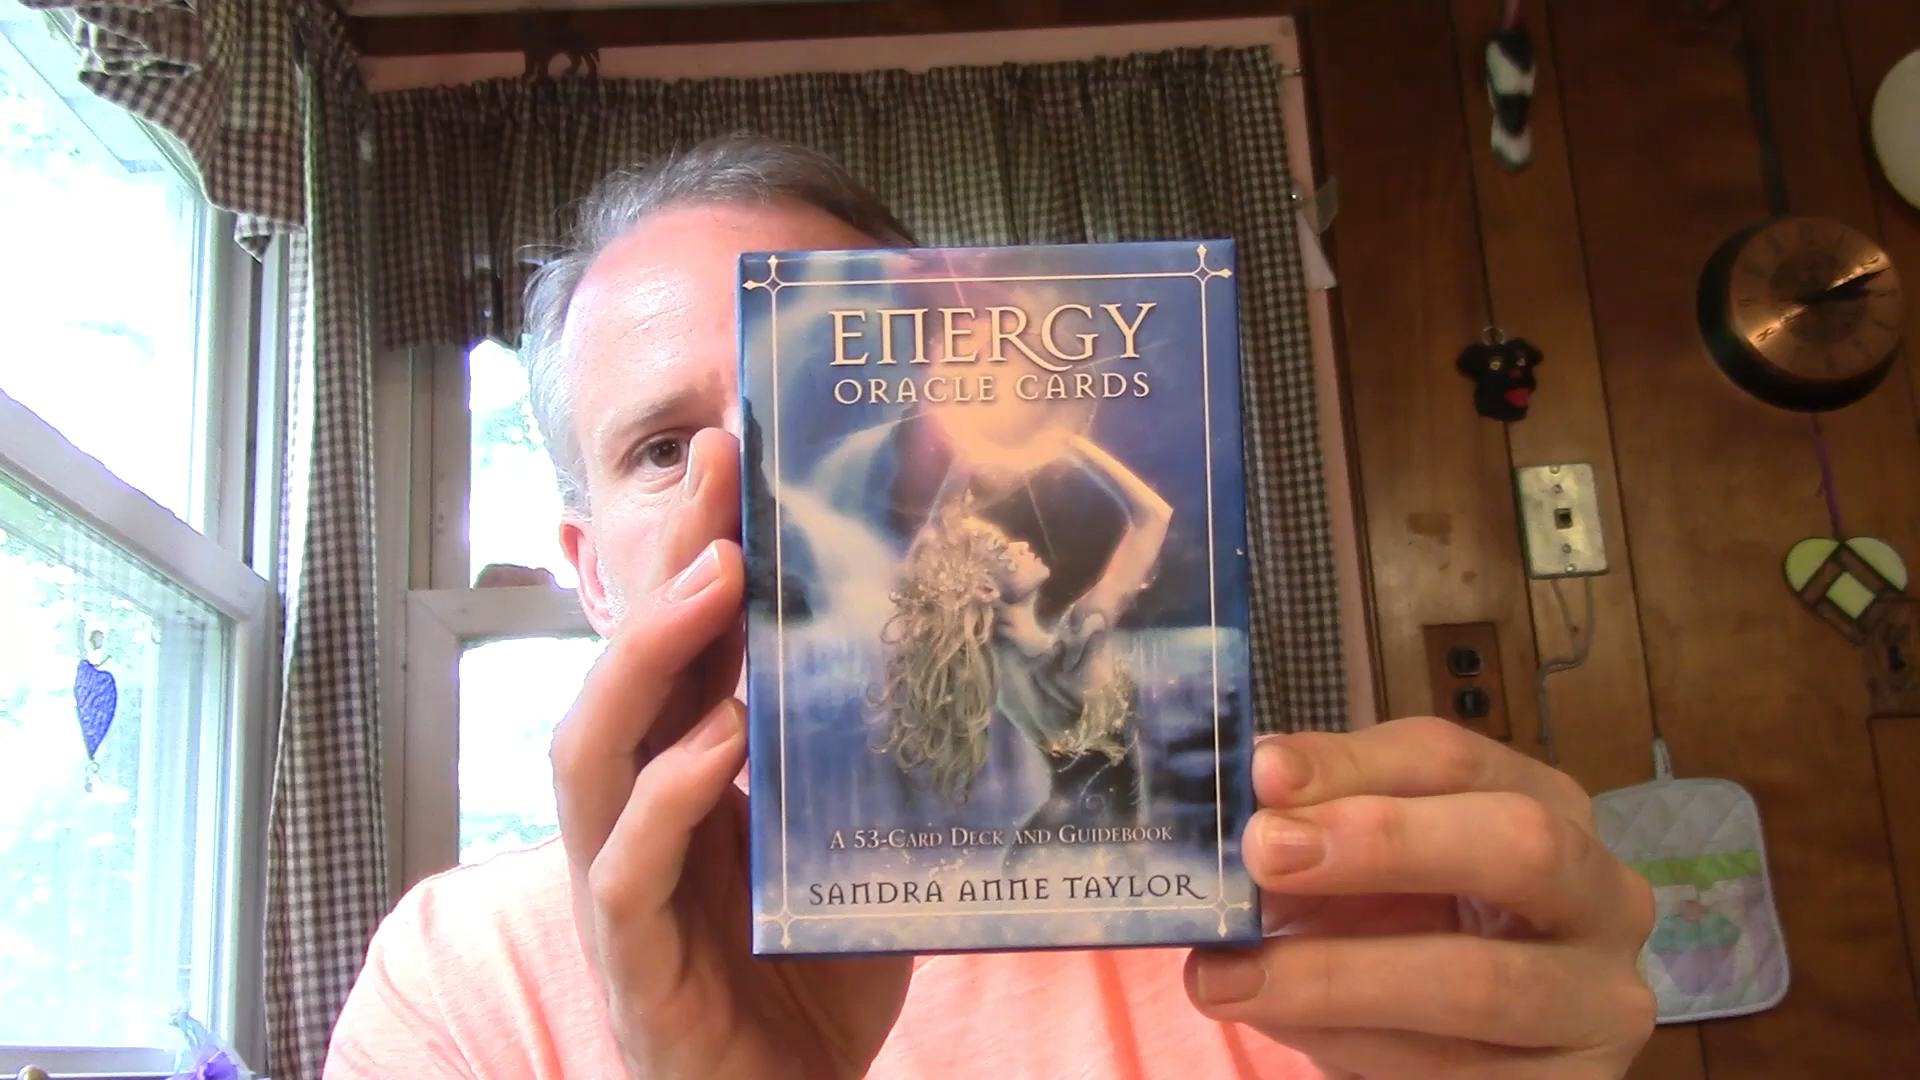 ENERGY
ORACLE CARDS
A 53-CARD DECK AND GUIDEBOOK
SANDRA ANNE TAYLOR